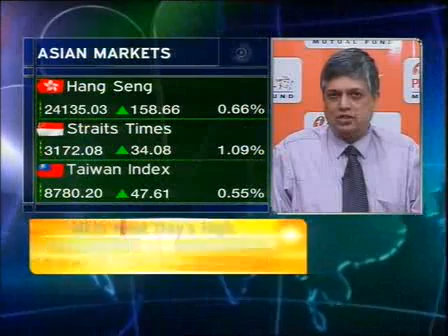 ASIAN MARKETS
MUTUAL FUND
Hang Seng
24135.03 158.66 0.66%
Straits Times
3172.08 34.08 1.09%
FUND
Taiwan Index
8780.20 47.61 0.55%